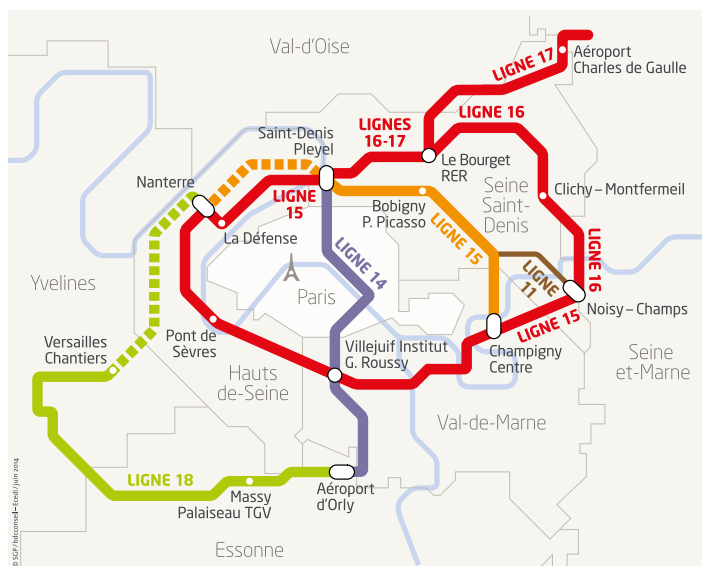 Val-d'Oise
LIGNE 17
Aéroport
Charles de Gaulle
LIGNES
16-17
LIGNE 16
Saint-Denis
Pleyel
Le Bourget
RER
Nanterre
LIGNE
15
Seine
Saint-
Denis
Clichy – Montfermeil
Bobigny
P. Picasso
La Défense
LIGNE 14
LIGNE 15
LIGNE 16
LIGNE
11
Yvelines
Paris
Noisy – Champs
Pont de
Sèvres
LIGNE 15
Versailles
Chantiers
Villejuif Institut
G. Roussy
Champigny
Centre
Seine
et-Marne
Hauts
de-Seine
Val-de-Marne
LIGNE 18
Massy
Palaiseau TGV
Aéroport
d'Orly
Essonne